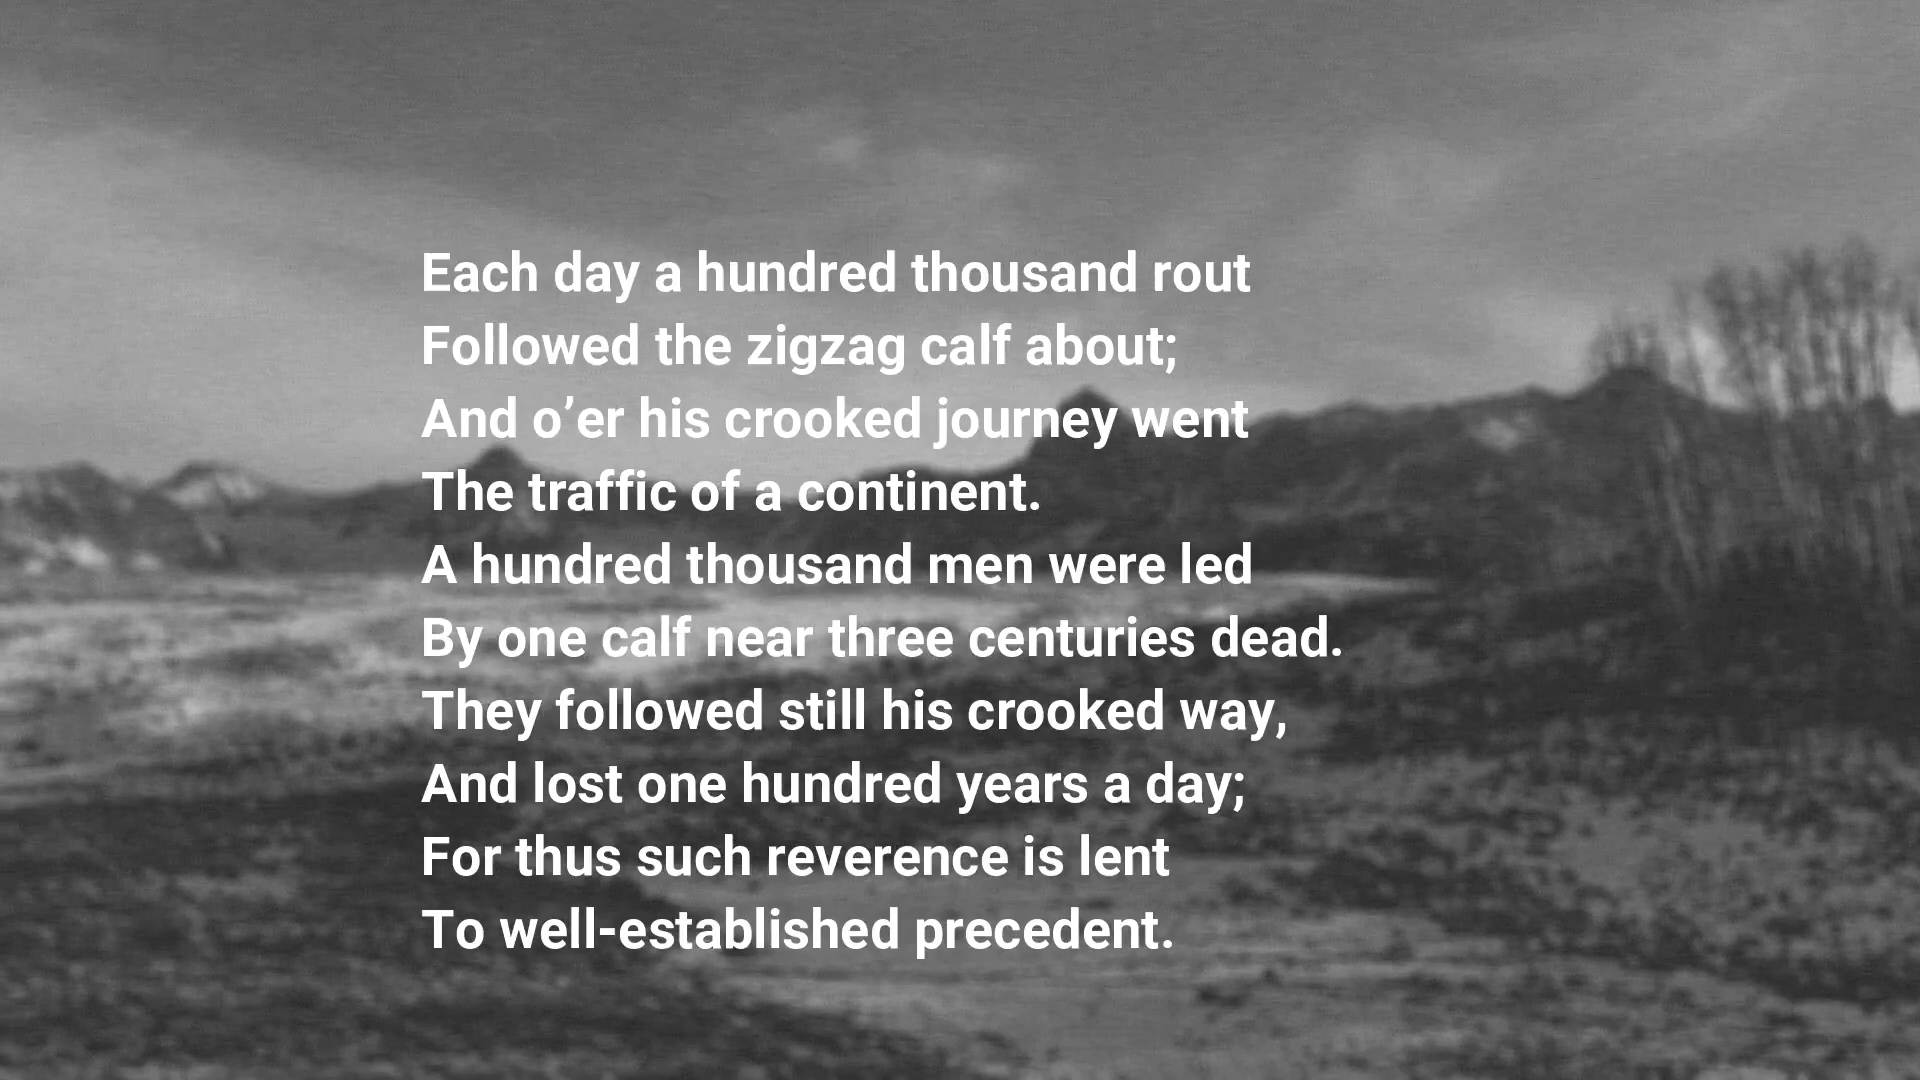 Each day a hundred thousand rout
Followed the zigzag calf about;
And o’er his crooked journey went
The traffic of a continent.
A hundred thousand men were led
By one calf near three centuries dead.
They followed still his crooked way,
And lost one hundred years a day;
For thus such reverence is lent
To well-established precedent.